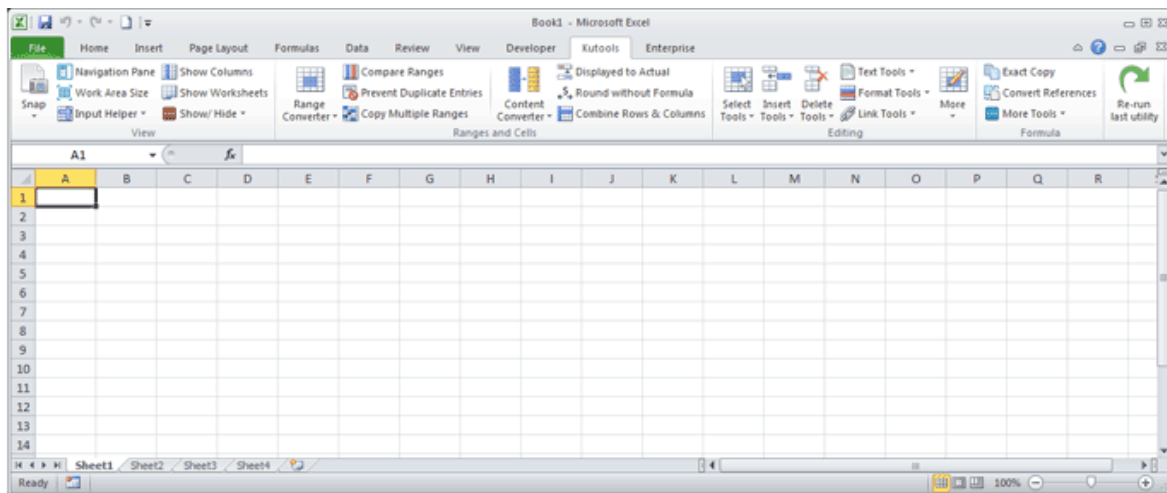 Book1 - Microsoft Excel
File Home Insert Page Layout Formulas Data Review View Developer Kutools Enterprise
Navigation Pane Show Columns Compare Ranges Displayed to Actual Text Tools Exact Copy
Work Area Size Show Worksheets Prevent Duplicate Entries Round without Formula Format Tools Convert References
Input Helper Show/ Hide Copy Multiple Ranges Combine Rows & Columns Link Tools More Tools
Snap Range Converter Content Converter Select Tools Insert Tools Delete Tools More Re-run last utility
View Ranges and Cells Editing Formula
A1 fx
A B C D E F G H I J K L M N O P Q R
1
2
3
4
5
6
7
8
9
10
11
12
13
14
Sheet1 Sheet2 Sheet3 Sheet4
Ready 100%